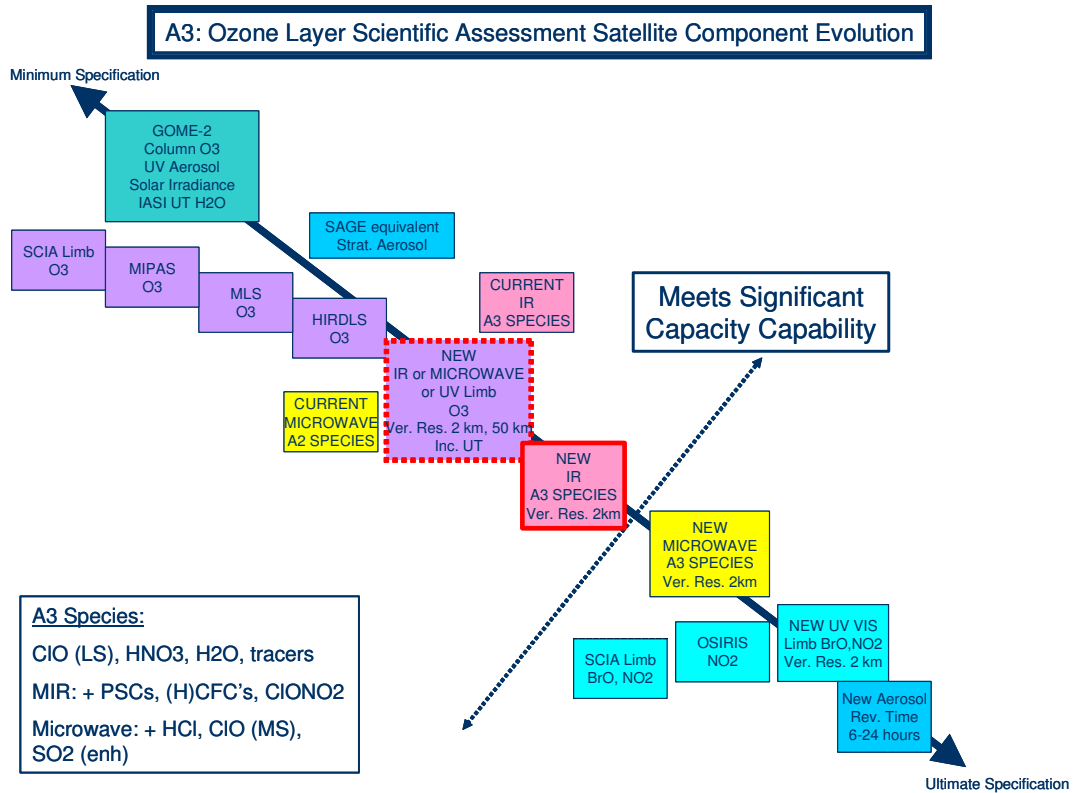 A3: Ozone Layer Scientific Assessment Satellite Component Evolution
Minimum Specification
GOME-2
Column O3
UV Aerosol
Solar Irradiance
IASI UT H2O
SAGE equivalent
Strat. Aerosol
SCIA Limb
O3
MIPAS
O3
MLS
O3
HIRDLS
O3
CURRENT
IR
A3 SPECIES
Meets Significant
Capacity Capability
NEW
IR or MICROWAVE
or UV Limb
O3
Ver. Res. 2 km, 50 km
Inc. UT
CURRENT
MICROWAVE
A2 SPECIES
NEW
IR
A3 SPECIES
Ver. Res. 2km
NEW
MICROWAVE
A3 SPECIES
Ver. Res. 2km
SCIA Limb
BrO, NO2
OSIRIS
NO2
NEW UV VIS
Limb BrO,NO2
Ver. Res. 2 km
New Aerosol
Rev. Time
6-24 hours
A3 Species:
ClO (LS), HNO3, H2O, tracers
MIR: + PSCs, (H)CFC's, ClONO2
Microwave: + HCl, ClO (MS),
SO2 (enh)
Ultimate Specification